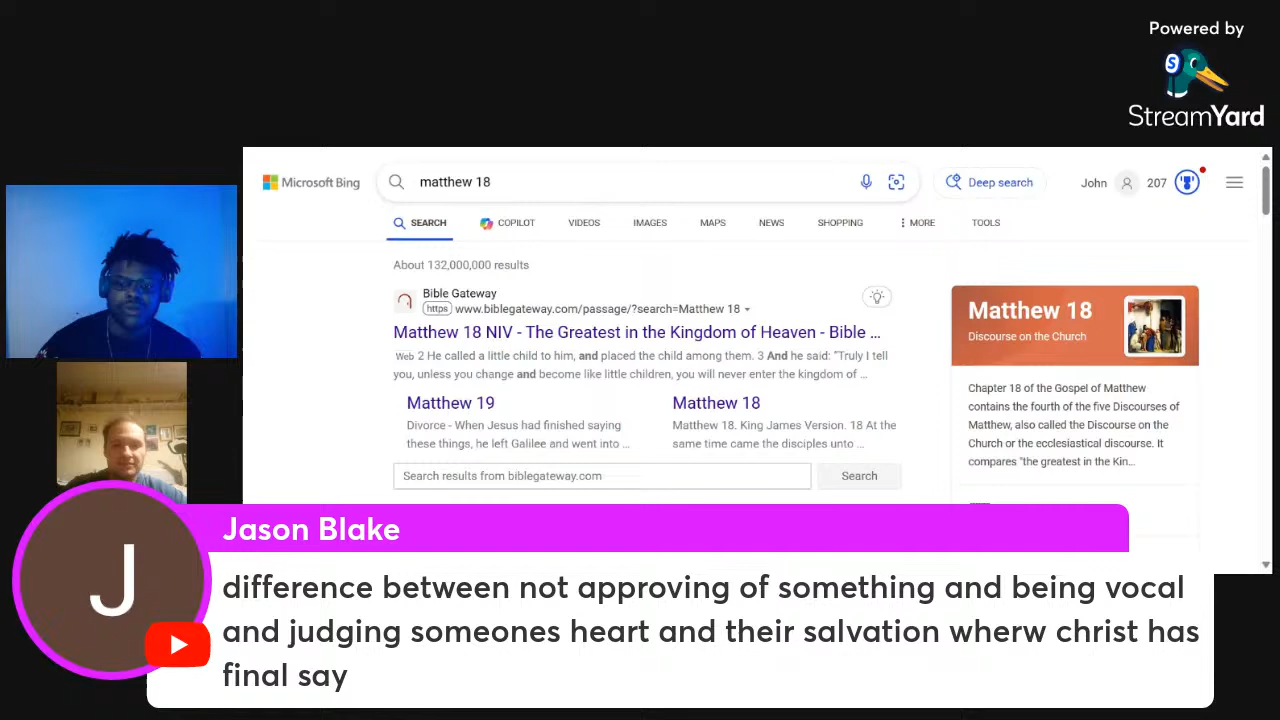 Powered by
StreamYard
Microsoft Bing
matthew 18
Deep search
John
207
SEARCH
COPILOT
VIDEOS
IMAGES
MAPS
NEWS
SHOPPING
MORE
TOOLS
About 132,000,000 results
Bible Gateway
https www.biblegateway.com/passage/?search=Matthew 18
Matthew 18 NIV - The Greatest in the Kingdom of Heaven - Bible ...
Web 2 He called a little child to him, and placed the child among them. 3 And he said: "Truly I tell
you, unless you change and become like little children, you will never enter the kingdom of ...
Matthew 19
Divorce - When Jesus had finished saying
these things, he left Galilee and went into ...
Matthew 18
Matthew 18. King James Version. 18 At the
same time came the disciples unto ...
Search results from biblegateway.com
Search
Matthew 18
Discourse on the Church
Chapter 18 of the Gospel of Matthew
contains the fourth of the five Discourses of
Matthew, also called the Discourse on the
Church or the ecclesiastical discourse. It
compares "the greatest in the Kin...
J
Jason Blake
difference between not approving of something and being vocal
and judging someones heart and their salvation wherw christ has
final say